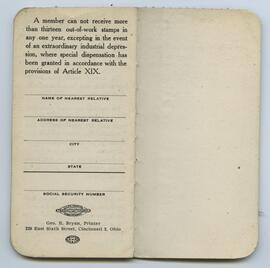 A member can not receive more
than thirteen out-of-work stamps in
any one year, excepting in the event
of an extraordinary industrial depres-
sion, where special dispensation has
been granted in accordance with the
provisions of Article XIX.
NAME OF NEAREST RELATIVE
ADDRESS OF NEAREST RELATIVE
CITY
STATE
SOCIAL SECURITY NUMBER
Geo. R. Bryan, Printer
East Sixth Street, Cincinnati 2, Ohio